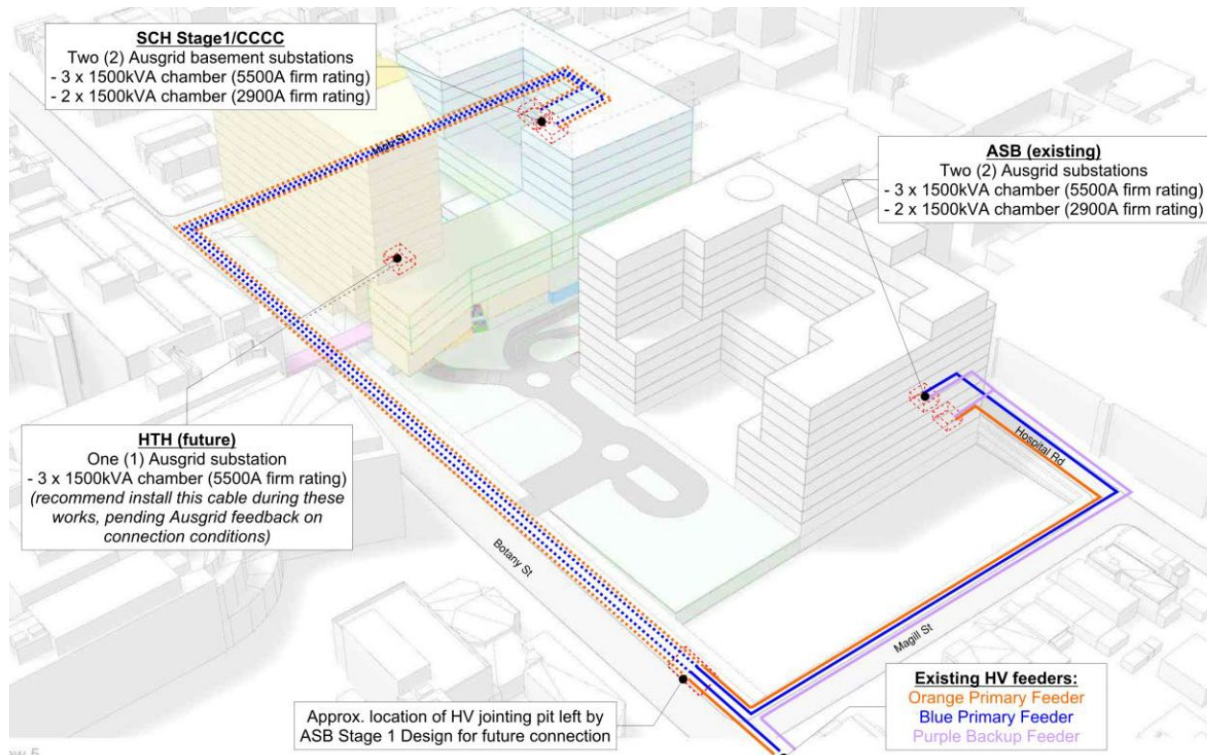 SCH Stage1/CCCC
Two (2) Ausgrid basement substations
- 3 x 1500kVA chamber (5500A firm rating)
- 2 x 1500kVA chamber (2900A firm rating)
High St
ASB (existing)
Two (2) Ausgrid substations
- 3 x 1500kVA chamber (5500A firm rating)
- 2 x 1500kVA chamber (2900A firm rating)
HTH (future)
One (1) Ausgrid substation
- 3 x 1500kVA chamber (5500A firm rating)
(recommend install this cable during these
works, pending Ausgrid feedback on
connection conditions)
Hospital Rd
Botany St
Magill St
Approx. location of HV jointing pit left by
ASB Stage 1 Design for future connection
Existing HV feeders:
Orange Primary Feeder
Blue Primary Feeder
Purple Backup Feeder